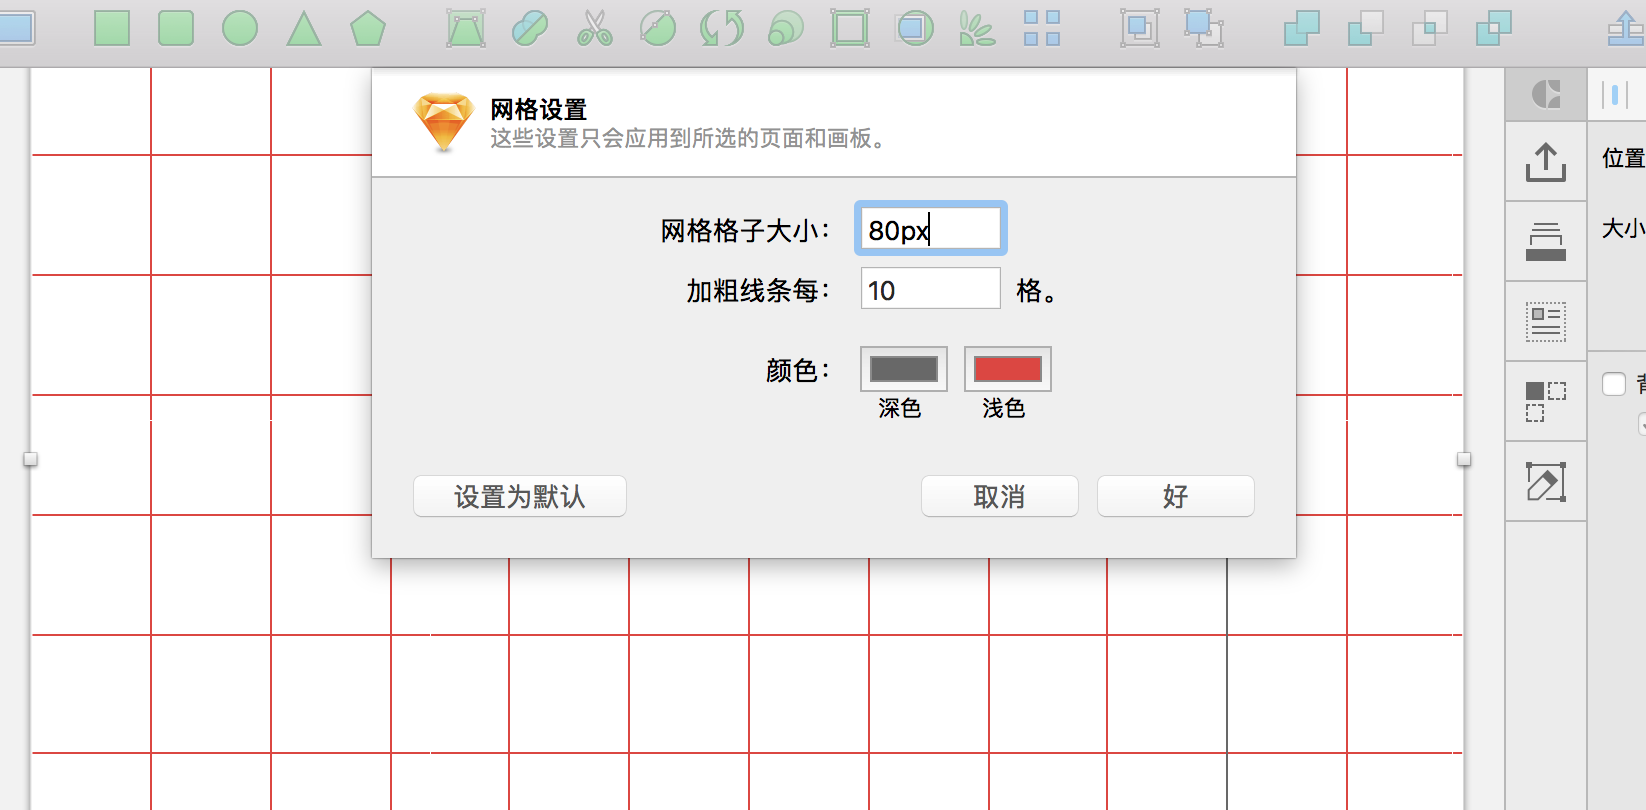 网格设置
这些设置只会应用到所选的页面和画板。
位置
网格格子大小： 80px
大小
加粗线条每： 10 格。
颜色：
深色 浅色
设置为默认 取消 好